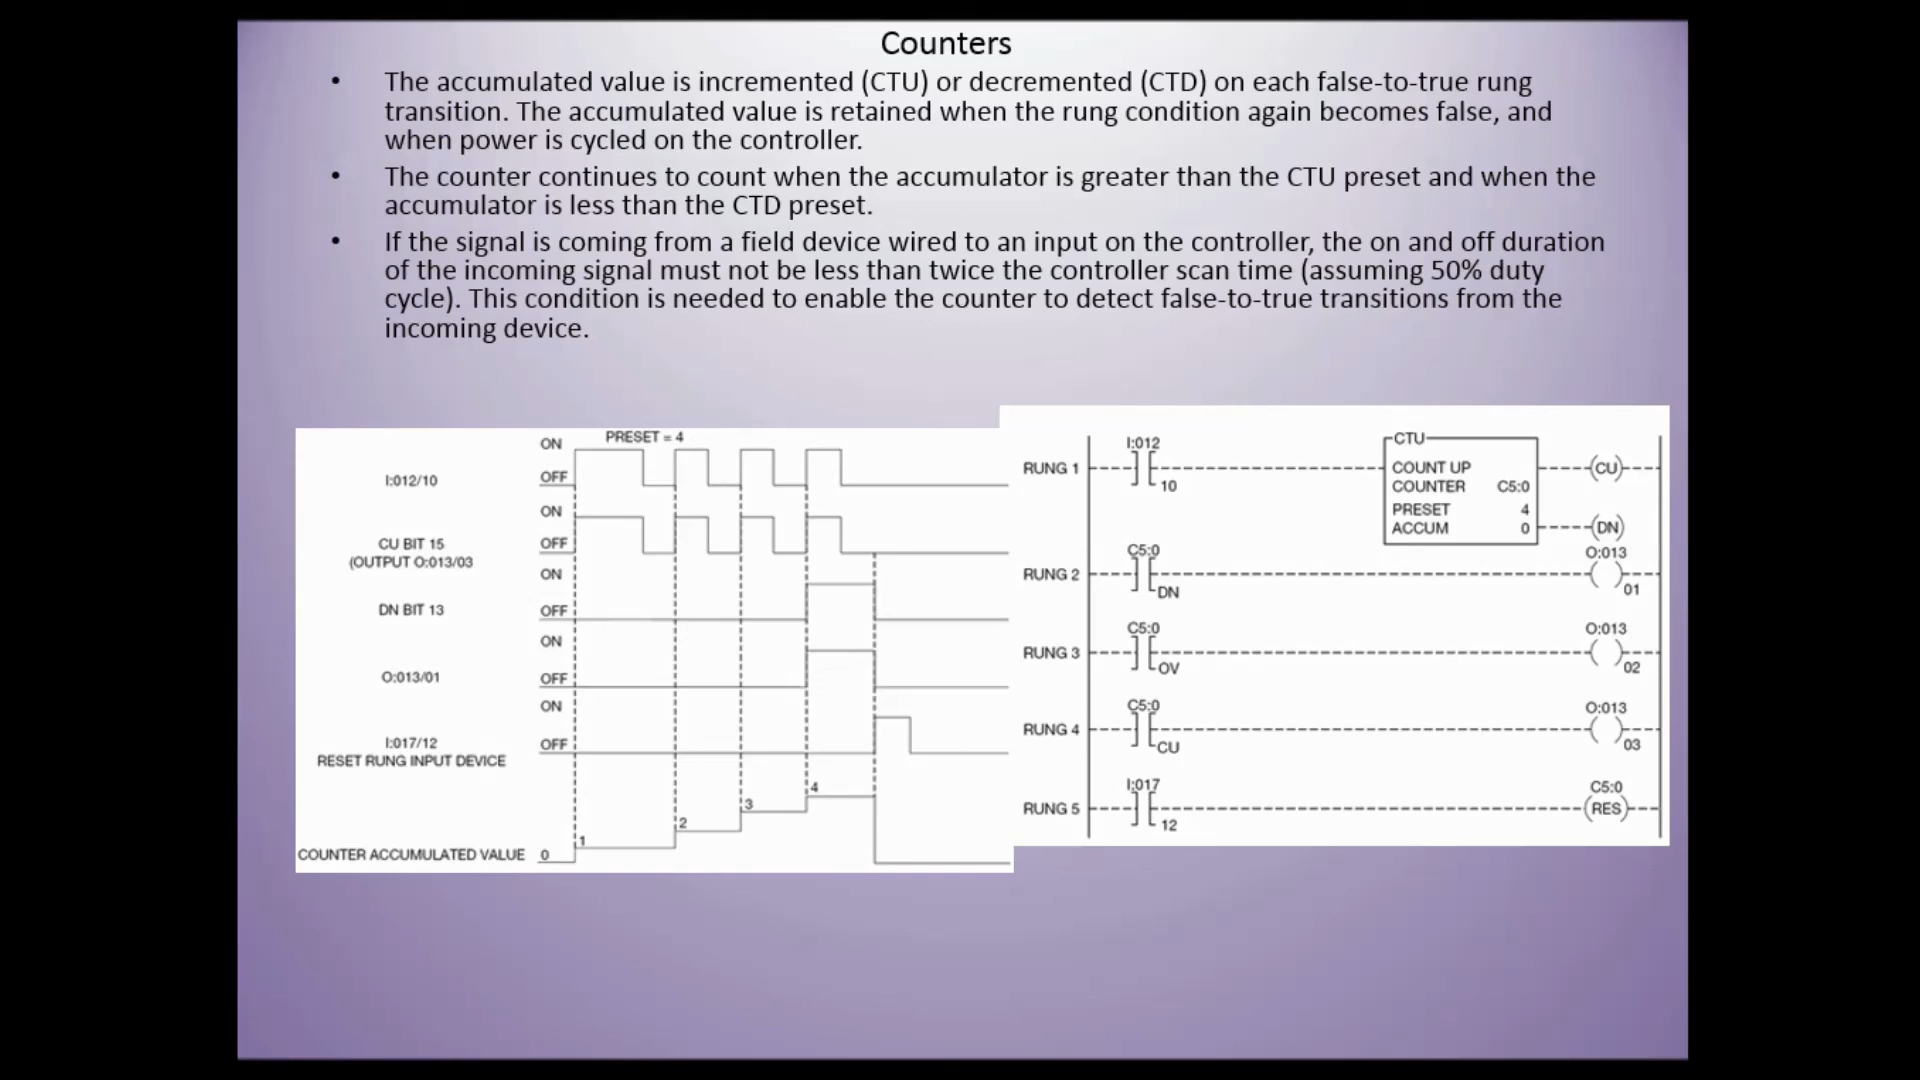 Counters
• The accumulated value is incremented (CTU) or decremented (CTD) on each false-to-true rung
transition. The accumulated value is retained when the rung condition again becomes false, and
when power is cycled on the controller.
• The counter continues to count when the accumulator is greater than the CTU preset and when the
accumulator is less than the CTD preset.
• If the signal is coming from a field device wired to an input on the controller, the on and off duration
of the incoming signal must not be less than twice the controller scan time (assuming 50% duty
cycle). This condition is needed to enable the counter to detect false-to-true transitions from the
incoming device.
PRESET = 4
ON
I:012/10 OFF
ON
CU BIT 15 OFF
(OUTPUT O:013/03
ON
DN BIT 13 OFF
ON
O:013/01 OFF
ON
I:017/12 OFF
RESET RUNG INPUT DEVICE
4
3
2
1
COUNTER ACCUMULATED VALUE 0
I:012 CTU
RUNG 1 10 COUNT UP (CU)
COUNTER C5:0
PRESET 4
ACCUM 0 (DN)
C5:0 O:013
RUNG 2 DN 01
C5:0 O:013
RUNG 3 OV 02
C5:0 O:013
RUNG 4 CU 03
I:017 C5:0
RUNG 5 12 (RES)